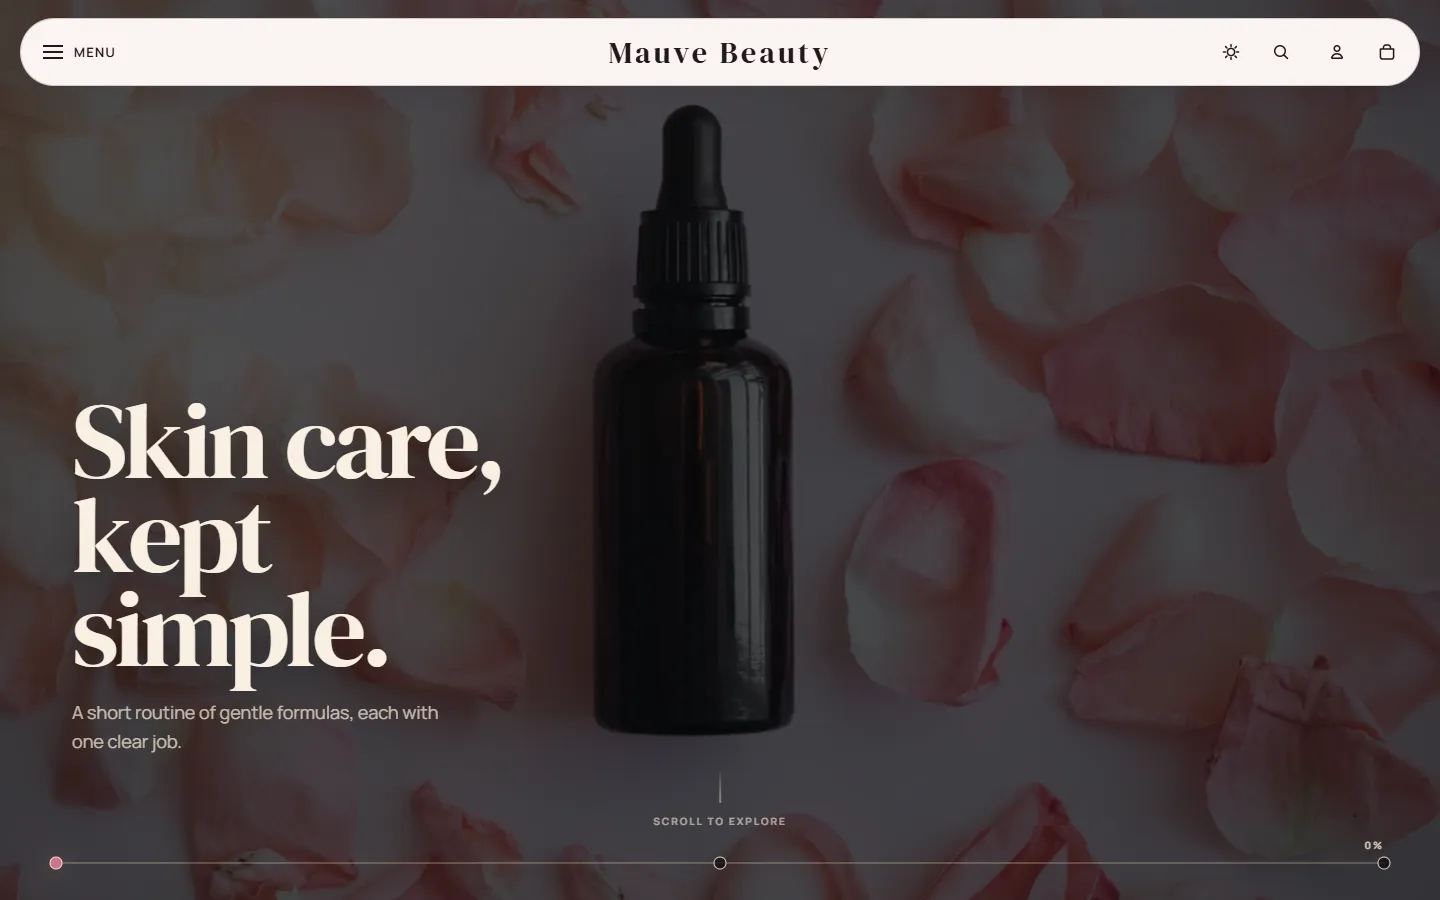 MENU
Mauve Beauty
Skin care,
kept
simple.
A short routine of gentle formulas, each with
one clear job.
SCROLL TO EXPLORE
0%